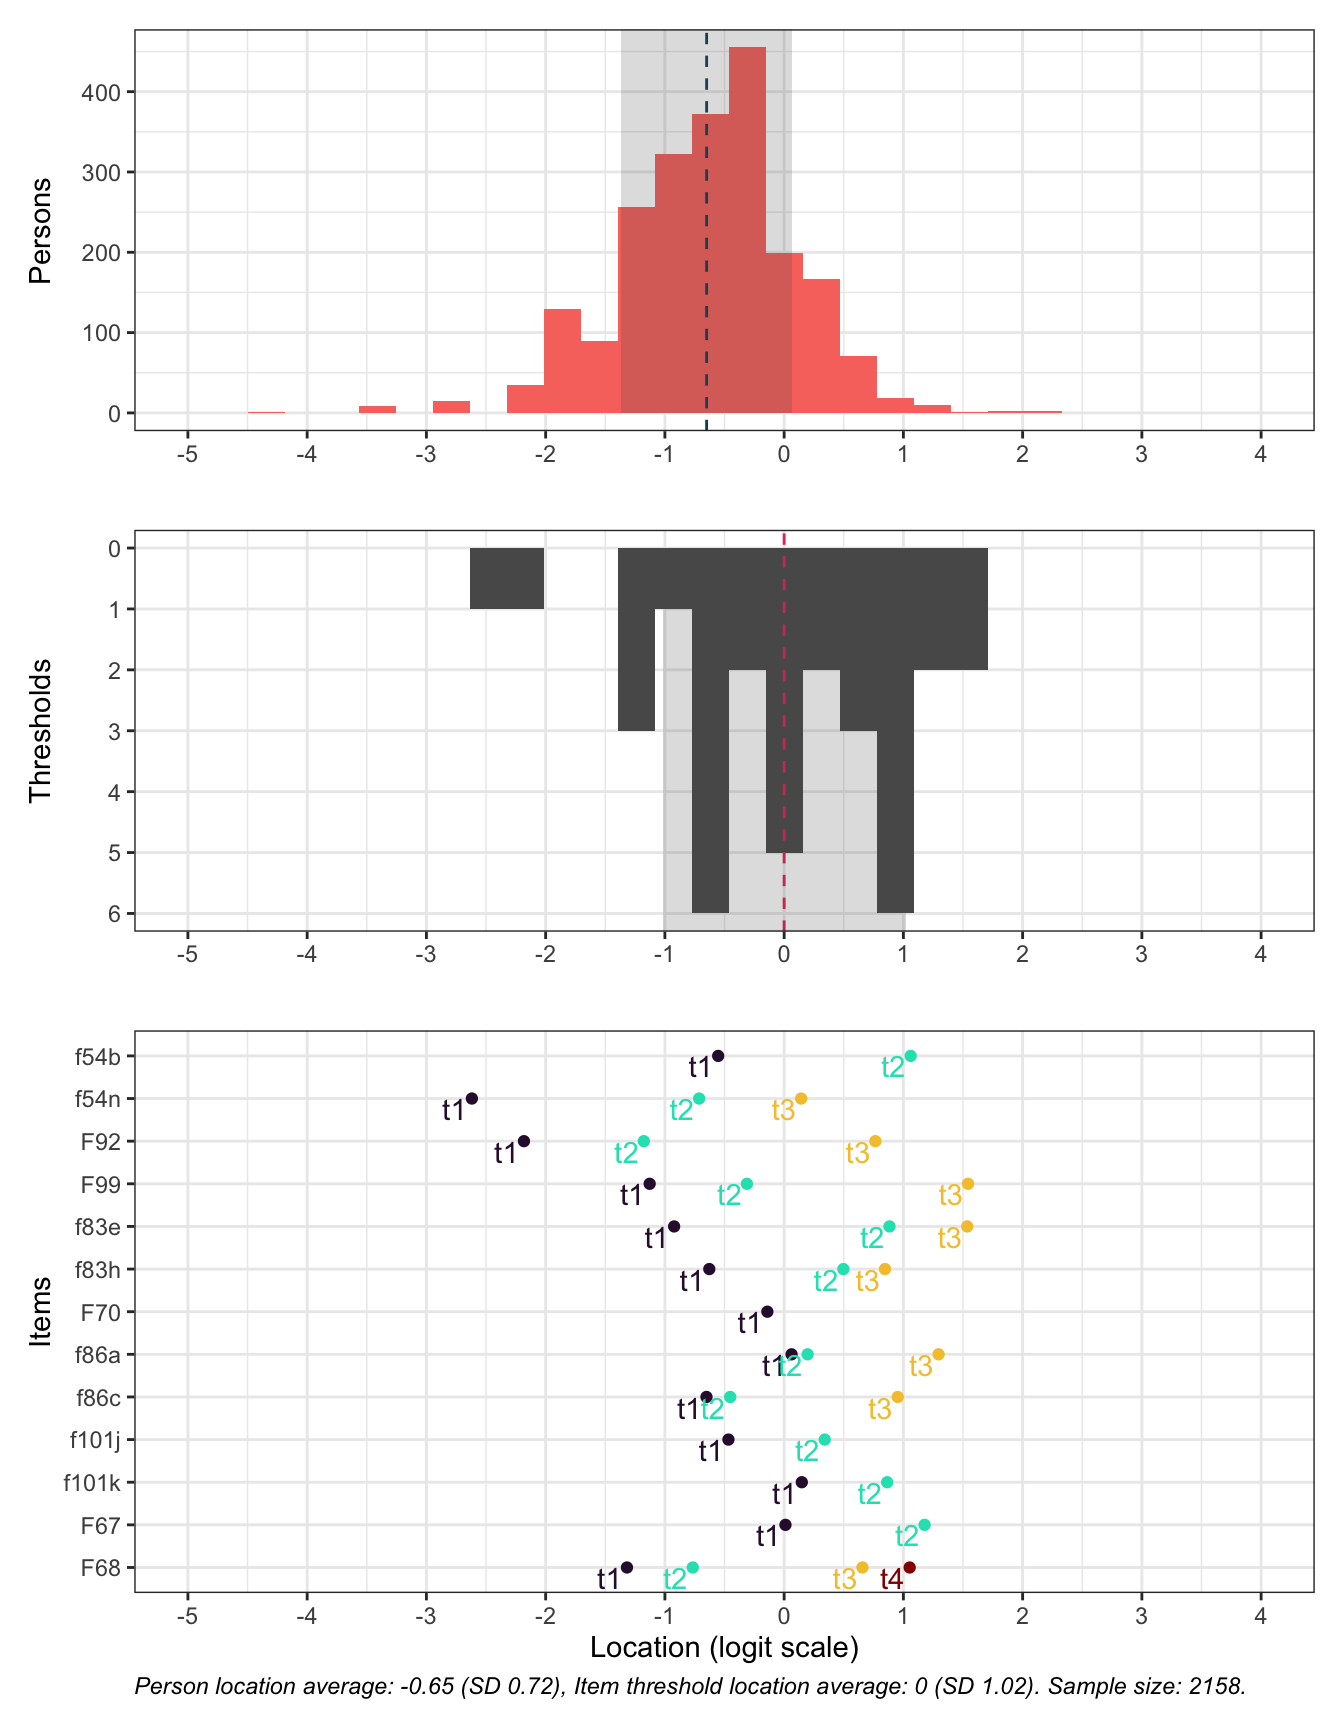 Persons
400
300
200
100
0
-5 -4 -3 -2 -1 0 1 2 3 4
Thresholds
0
1
2
3
4
5
6
-5 -4 -3 -2 -1 0 1 2 3 4
Items
f54b t1 t2
f54n t1 t2 t3
F92 t1 t2 t3
F99 t1 t2 t3
f83e t1 t2 t3
f83h t1 t2 t3
F70 t1
f86a t1 t2 t3
f86c t1 t2 t3
f101j t1 t2
f101k t1 t2
F67 t1 t2
F68 t1 t2 t3 t4
-5 -4 -3 -2 -1 0 1 2 3 4
Location (logit scale)
Person location average: -0.65 (SD 0.72), Item threshold location average: 0 (SD 1.02). Sample size: 2158.